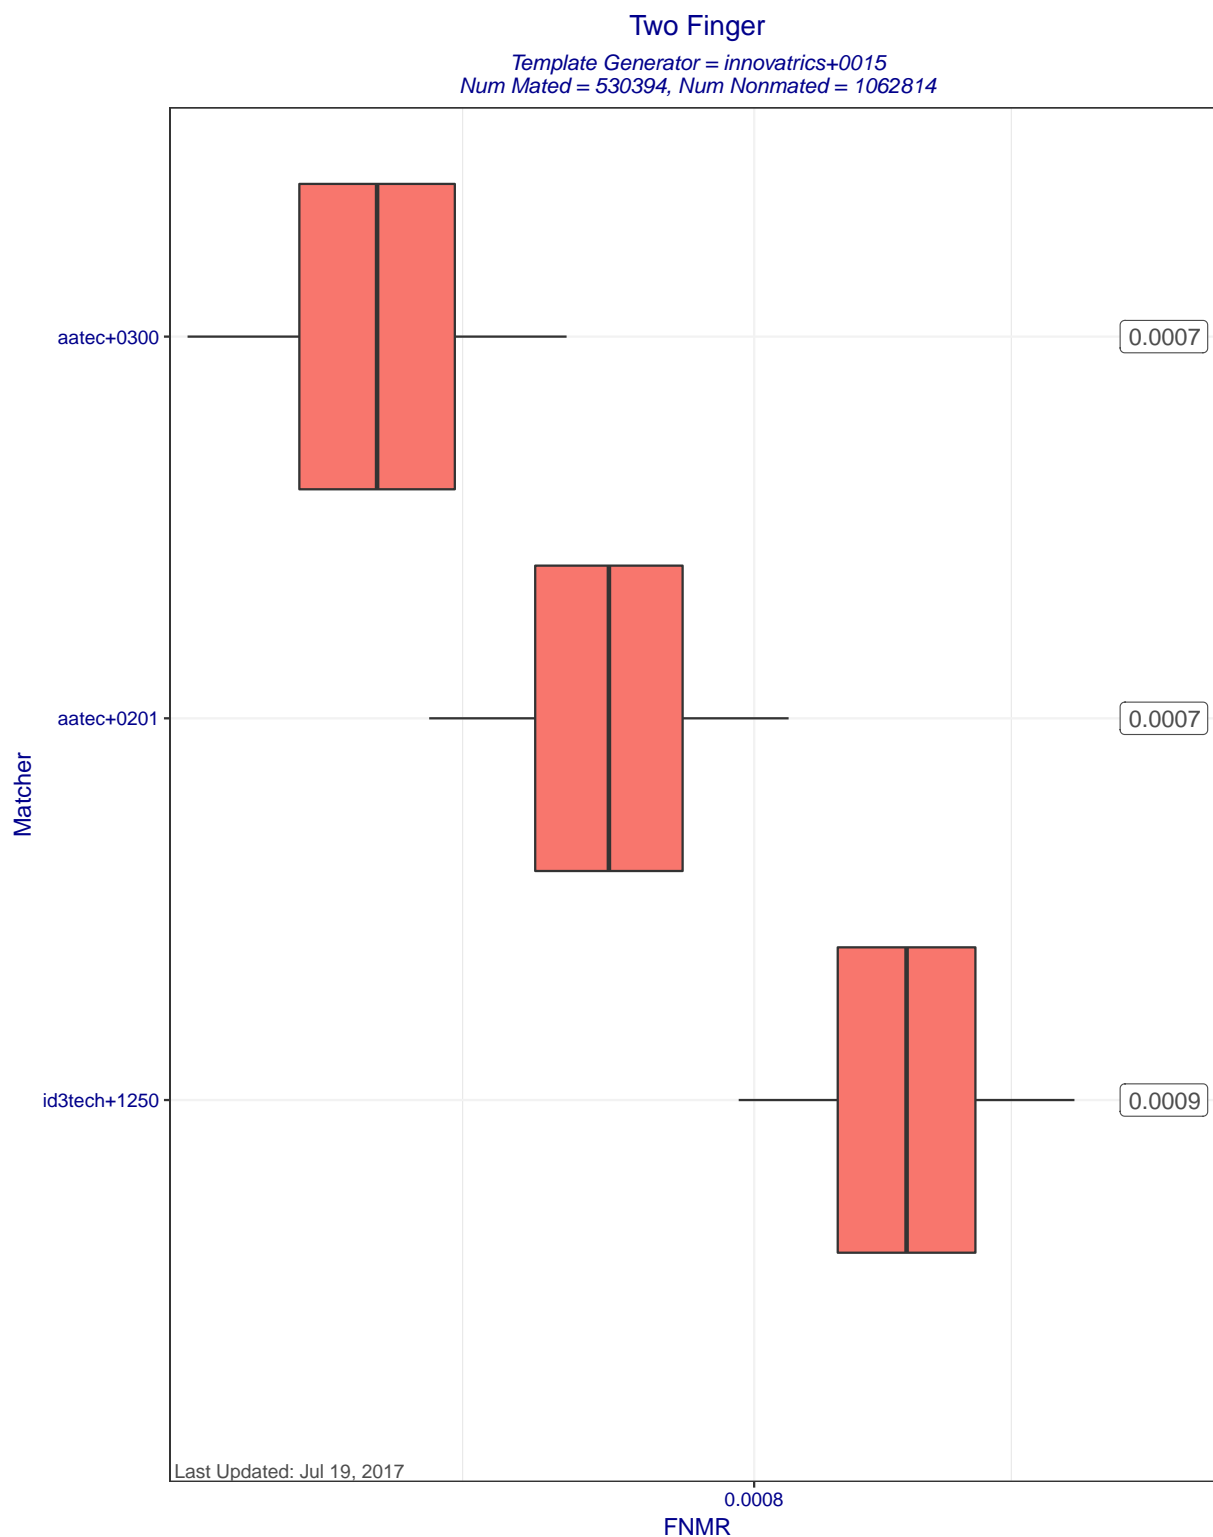 Two Finger
Template Generator = innovatrics+0015
Num Mated = 530394, Num Nonmated = 1062814
aatec+0300
0.0007
aatec+0201
0.0007
Matcher
id3tech+1250
0.0009
Last Updated: Jul 19, 2017
0.0008
FNMR